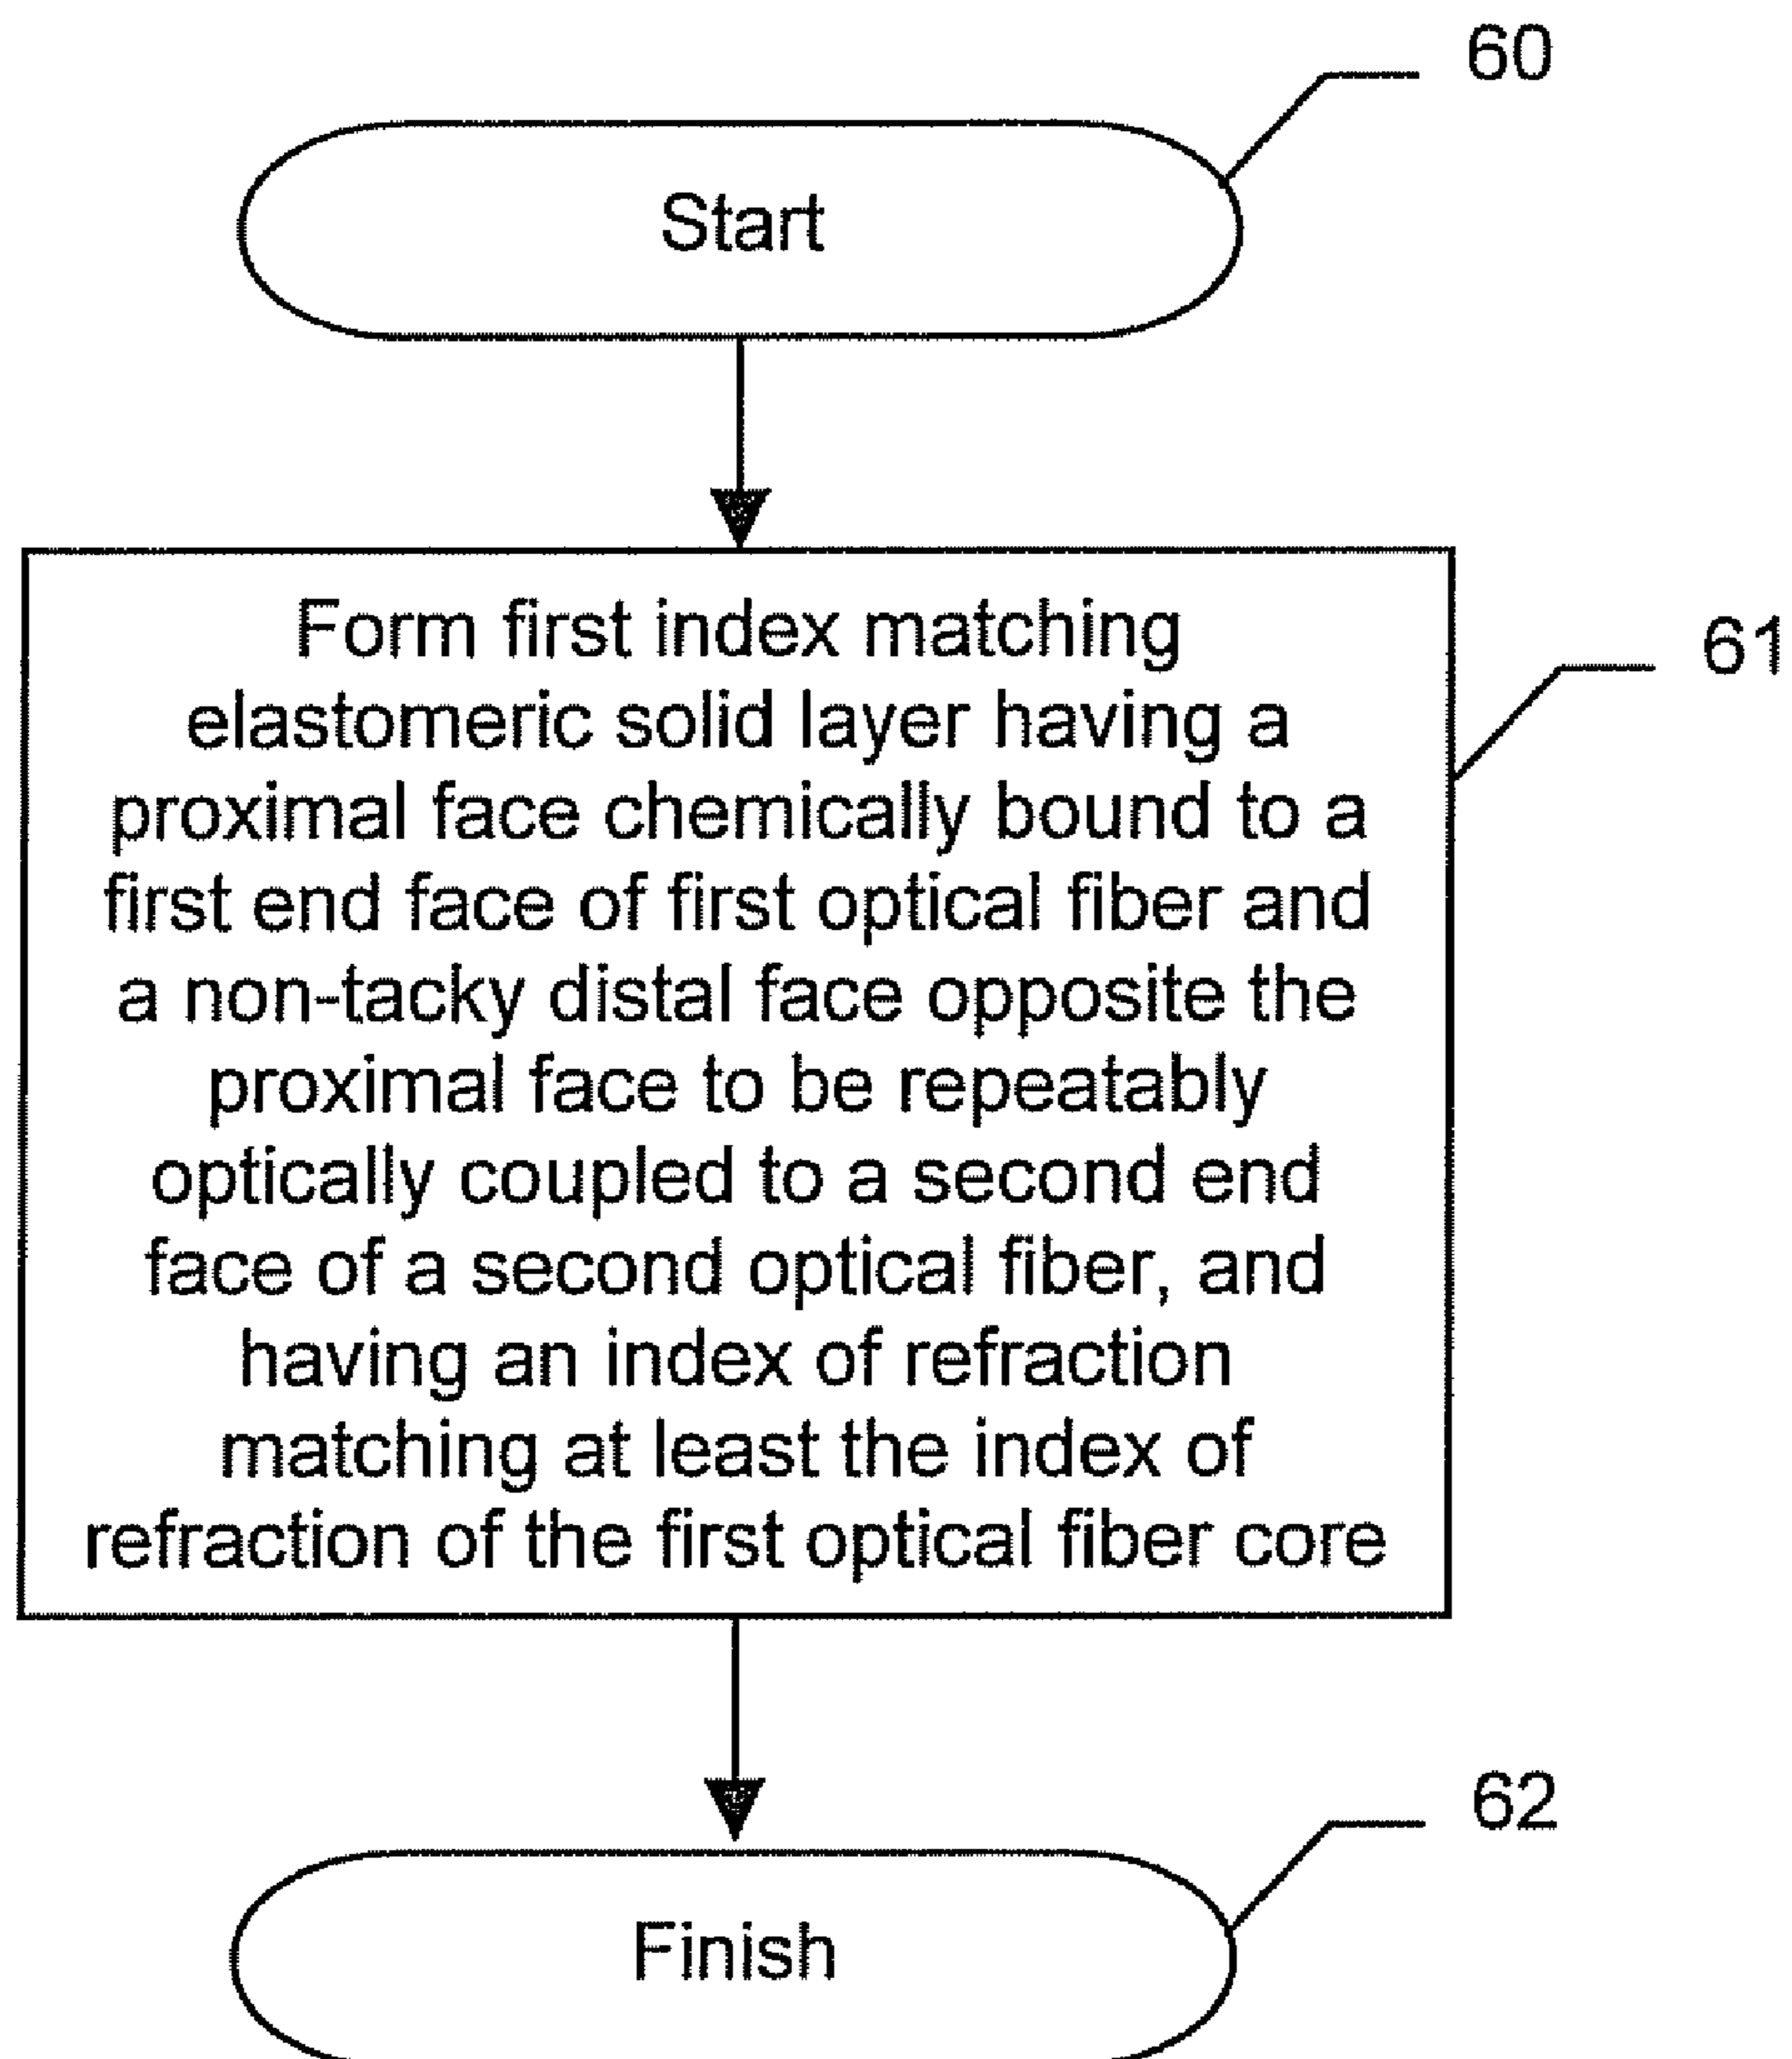 60
Start
Form first index matching
elastomeric solid layer having a
proximal face chemically bound to a
first end face of first optical fiber and
a non-tacky distal face opposite the
proximal face to be repeatably
optically coupled to a second end
face of a second optical fiber, and
having an index of refraction
matching at least the index of
refraction of the first optical fiber core
61
62
Finish